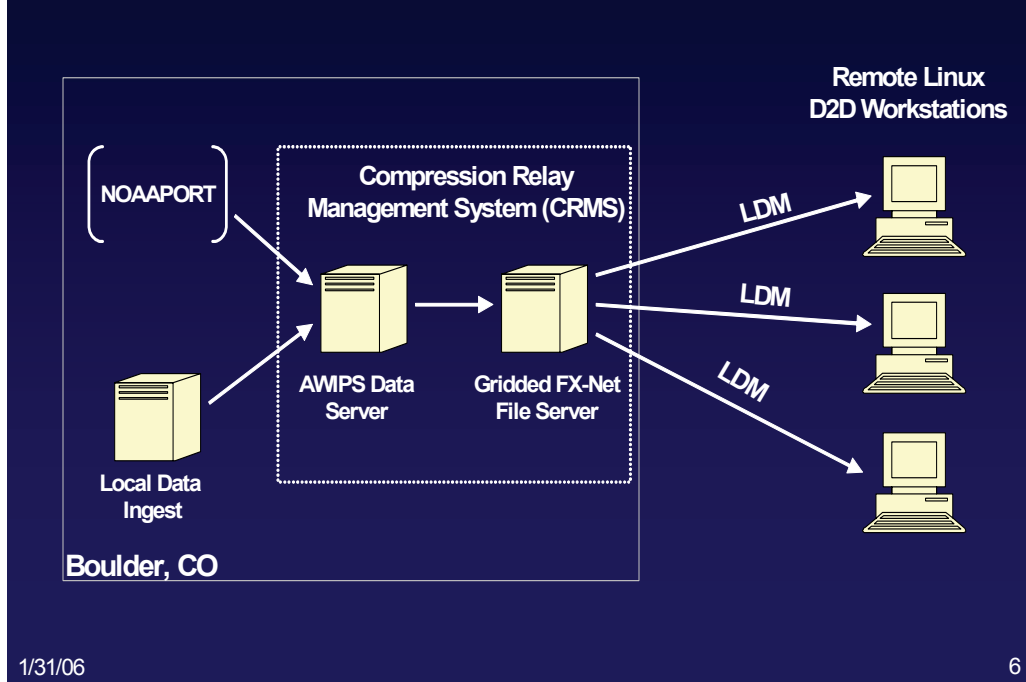 Remote Linux
D2D Workstations
NOAAPORT
Compression Relay
Management System (CRMS)
LDM
LDM
LDM
AWIPS Data
Server
Gridded FX-Net
File Server
Local Data
Ingest
Boulder, CO
1/31/06
6